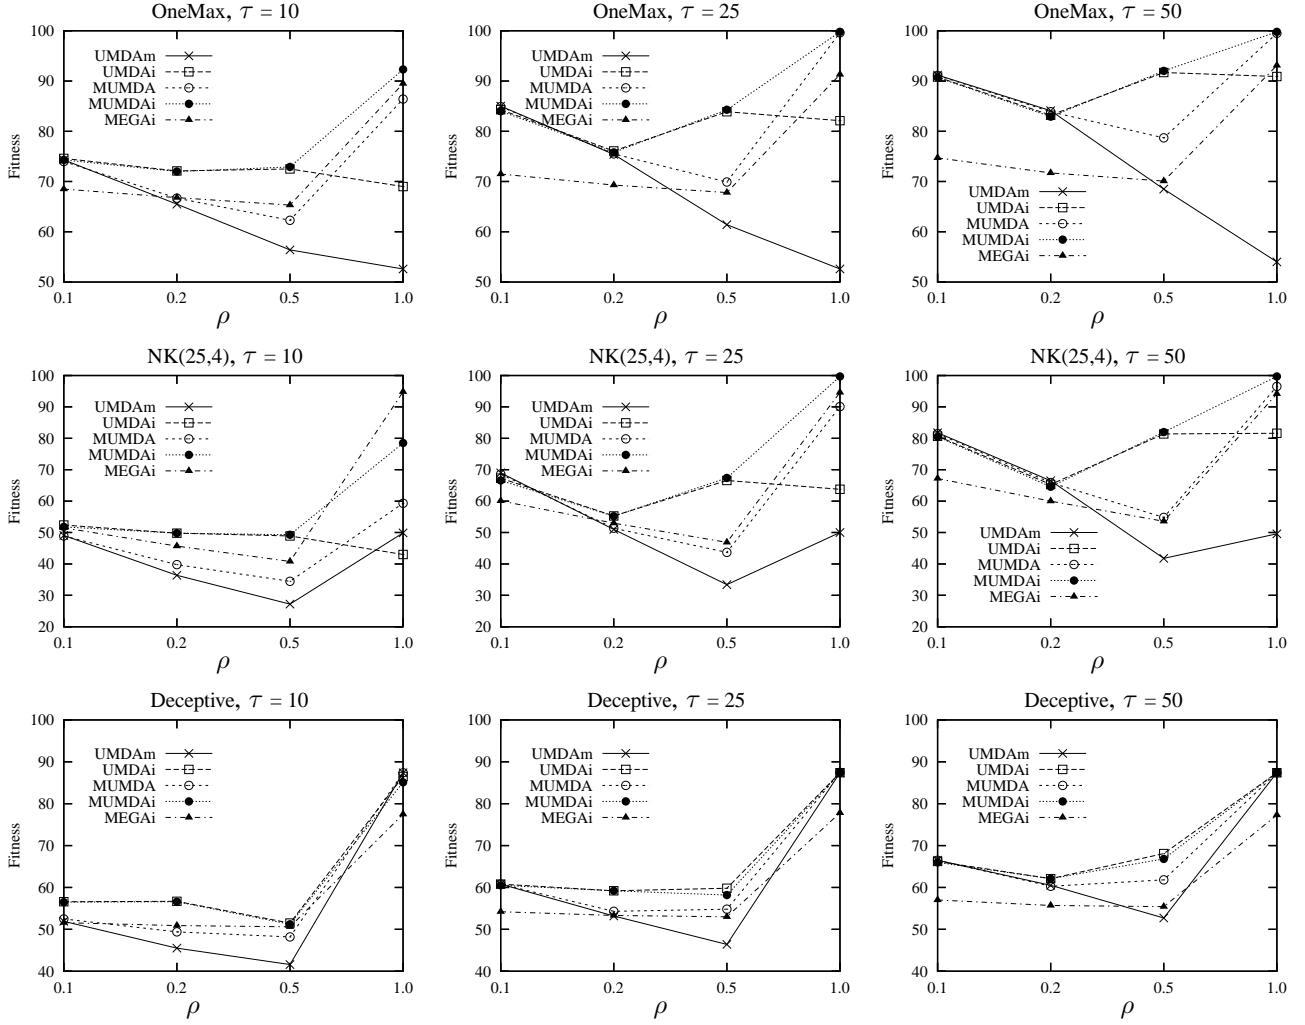 OneMax, τ = 10
100
90
80
70
60
50
Fitness
UMDAm
UMDAi
MUMDA
MUMDAi
MEGAi
0.1 0.2 0.5 1.0
ρ
OneMax, τ = 25
100
90
80
70
60
50
Fitness
UMDAm
UMDAi
MUMDA
MUMDAi
MEGAi
0.1 0.2 0.5 1.0
ρ
OneMax, τ = 50
100
90
80
70
60
50
Fitness
UMDAm
UMDAi
MUMDA
MUMDAi
MEGAi
0.1 0.2 0.5 1.0
ρ
NK(25,4), τ = 10
100
90
80
70
60
50
40
30
20
Fitness
UMDAm
UMDAi
MUMDA
MUMDAi
MEGAi
0.1 0.2 0.5 1.0
ρ
NK(25,4), τ = 25
100
90
80
70
60
50
40
30
20
Fitness
UMDAm
UMDAi
MUMDA
MUMDAi
MEGAi
0.1 0.2 0.5 1.0
ρ
NK(25,4), τ = 50
100
90
80
70
60
50
40
30
20
Fitness
UMDAm
UMDAi
MUMDA
MUMDAi
MEGAi
0.1 0.2 0.5 1.0
ρ
Deceptive, τ = 10
100
90
80
70
60
50
40
Fitness
UMDAm
UMDAi
MUMDA
MUMDAi
MEGAi
0.1 0.2 0.5 1.0
ρ
Deceptive, τ = 25
100
90
80
70
60
50
40
Fitness
UMDAm
UMDAi
MUMDA
MUMDAi
MEGAi
0.1 0.2 0.5 1.0
ρ
Deceptive, τ = 50
100
90
80
70
60
50
40
Fitness
UMDAm
UMDAi
MUMDA
MUMDAi
MEGAi
0.1 0.2 0.5 1.0
ρ